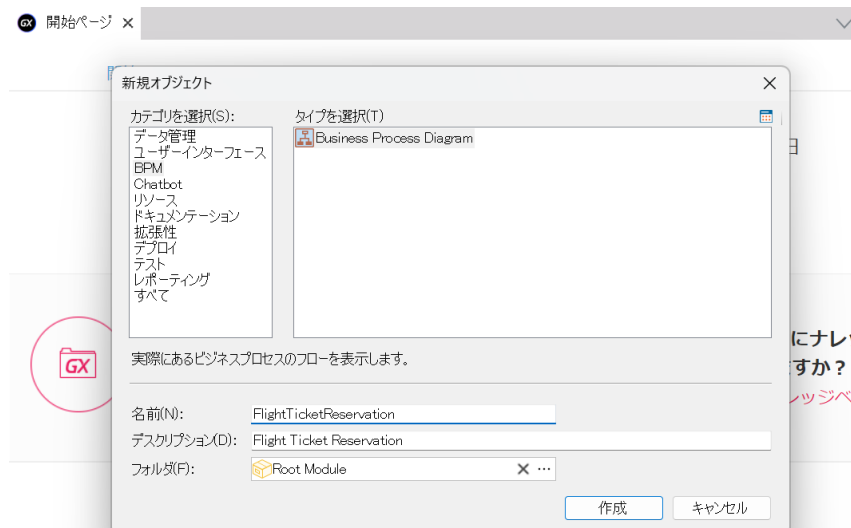 GX 開始ページ ×
新規オブジェクト
カテゴリを選択(S):
タイプを選択(T)
データ管理
ユーザーインターフェース
BPM
Chatbot
リソース
ドキュメンテーション
拡張性
デプロイ
テスト
レポーティング
すべて
Business Process Diagram
日
実際にあるビジネスプロセスのフローを表示します。
GX
にナレ
すか？
レッジベ
名前(N):
FlightTicketReservation
デスクリプション(D):
Flight Ticket Reservation
フォルダ(F):
Root Module
作成
キャンセル